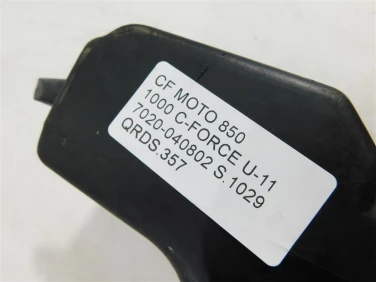 CF MOTO 850
1000 C-FORCE U-11
7020-040802 S.1029
QRDS.357